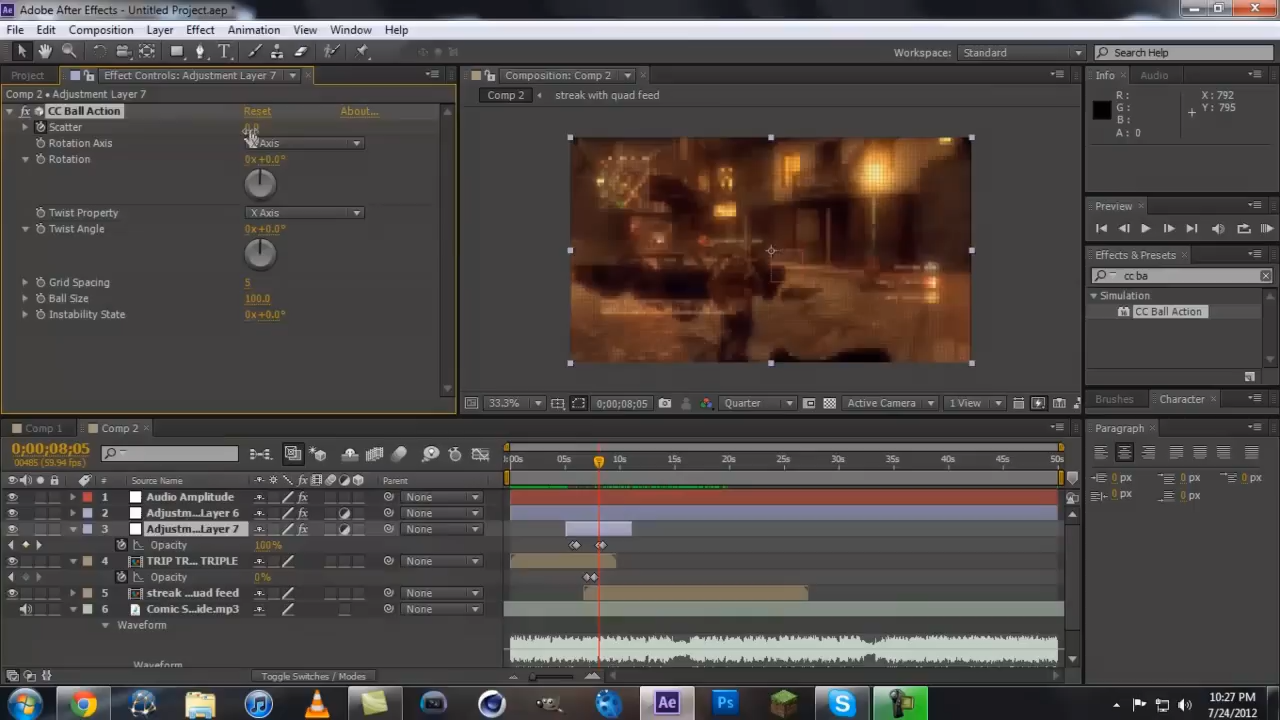 Adobe After Effects - Untitled Project.aep *
File Edit Composition Layer Effect Animation View Window Help
Workspace: Standard Search Help
Project Effect Controls: Adjustment Layer 7 Composition: Comp 2 Info Audio
Comp 2 • Adjustment Layer 7
Comp 2 streak with quad feed
fx CC Ball Action Reset About...
Scatter 0.0
Rotation Axis Axis
Rotation 0x+0.0°
Twist Property X Axis
Twist Angle 0x+0.0°
Grid Spacing 5
Ball Size 100.0
Instability State 0x+0.0°
R:
G:
B:
A: 0
X: 792
Y: 795
Preview
Effects & Presets
cc ba
Simulation
CC Ball Action
33.3% 0;00;08;05 Quarter Active Camera 1 View
Brushes Character
Comp 1 Comp 2
Paragraph
0;00;08;05
00485 (59.94 fps)
:00s 05s 10s 15s 20s 25s 30s 35s 40s 45s 50s
# Source Name fx Parent
1 Audio Amplitude fx None
2 Adjustm...Layer 6 fx None
3 Adjustm...Layer 7 fx None
Opacity 100%
4 TRIP TR... TRIPLE None
Opacity 0%
5 streak ...uad feed None
6 Comic S...ide.mp3 None
Waveform
Waveform
Toggle Switches / Modes
0 px 0 px 0 px
0 px 0 px
Ae Ps
10:27 PM
7/24/2012